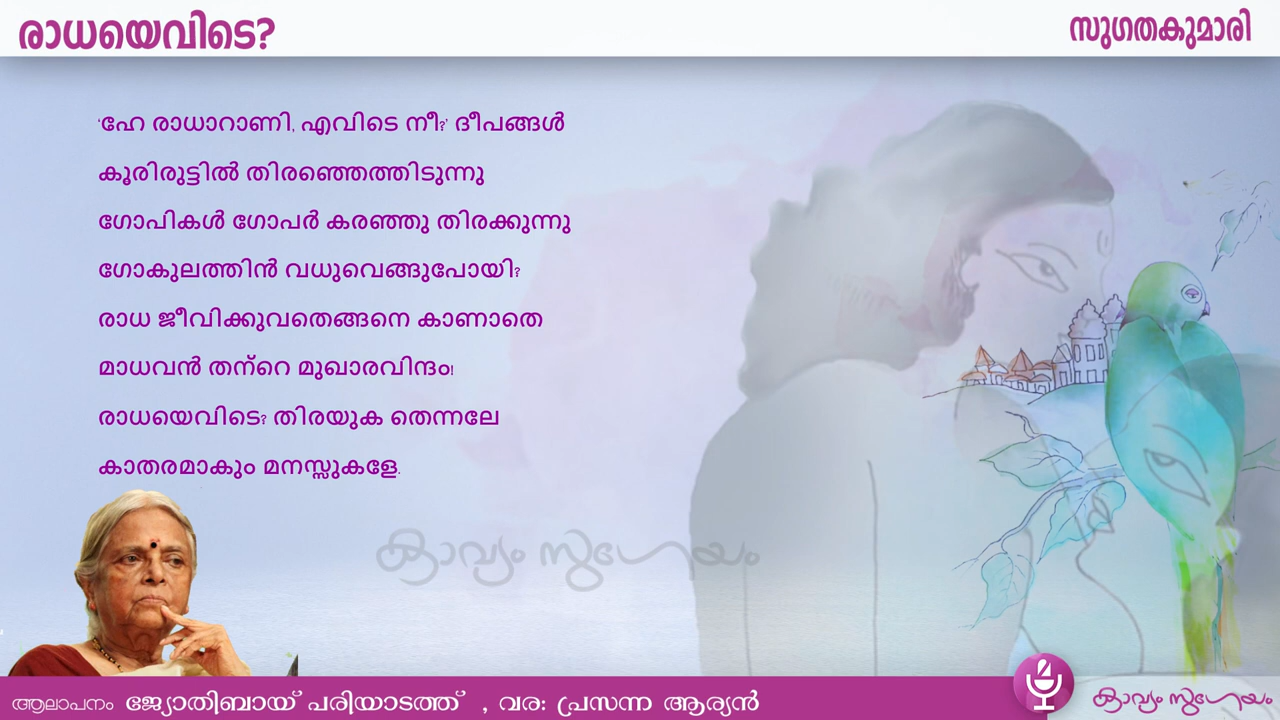 രാധയെവിടെ?
സുഗതകുമാരി
'ഹേ രാധാറാണി, എവിടെ നീ?' ദീപങ്ങൾ
കൂരിരുട്ടിൽ തിരഞ്ഞെത്തിടുന്നു
ഗോപികൾ ഗോപർ കരഞ്ഞു തിരക്കുന്നു
ഗോകുലത്തിൻ വധുവെങ്ങുപോയി?
രാധ ജീവിക്കുവതെങ്ങനെ കാണാതെ
മാധവൻ തന്റെ മുഖാരവിന്ദം!
രാധയെവിടെ? തിരയുക തെന്നലേ
കാതരമാകും മനസ്സുകളേ.
കാവ്യം സുഗേയം
ആലാപനം ജ്യോതിബായ് പരിയാടത്ത് , വര: പ്രസന്ന ആര്യൻ
കാവ്യം സുഗേയം